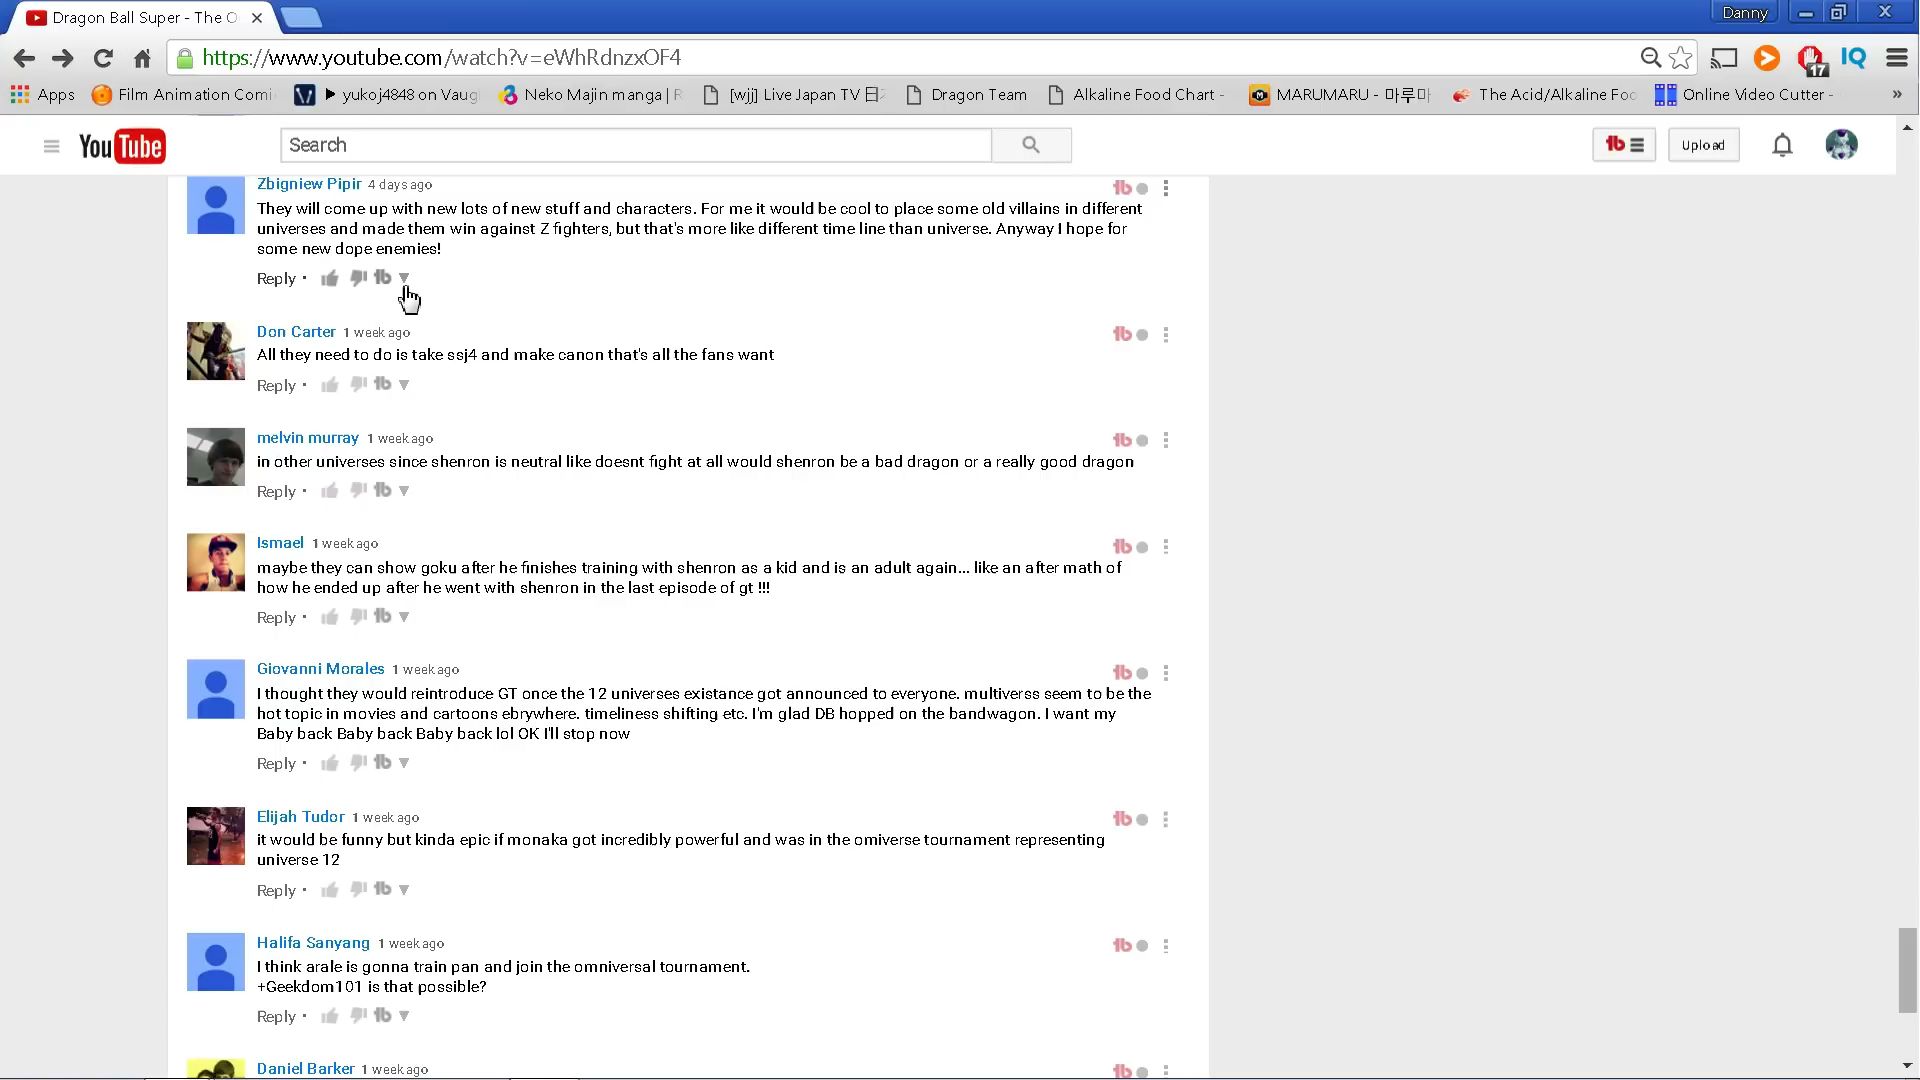 Dragon Ball Super - The O
Danny
https://www.youtube.com/watch?v=eWhRdnzxOF4
17
IQ
Apps
Film Animation Comi
▶ yukoj4848 on Vaug
Neko Majin manga | R
[wjj] Live Japan TV 日
Dragon Team
Alkaline Food Chart -
MARUMARU - 마루마
The Acid/Alkaline Foo
Online Video Cutter -
»
YouTube
Search
Upload
Zbigniew Pipir 4 days ago
They will come up with new lots of new stuff and characters. For me it would be cool to place some old villains in different
universes and made them win against Z fighters, but that's more like different time line than universe. Anyway I hope for
some new dope enemies!
Reply •
Don Carter 1 week ago
All they need to do is take ssj4 and make canon that's all the fans want
Reply •
melvin murray 1 week ago
in other universes since shenron is neutral like doesnt fight at all would shenron be a bad dragon or a really good dragon
Reply •
Ismael 1 week ago
maybe they can show goku after he finishes training with shenron as a kid and is an adult again... like an after math of
how he ended up after he went with shenron in the last episode of gt !!!
Reply •
Giovanni Morales 1 week ago
I thought they would reintroduce GT once the 12 universes existance got announced to everyone. multiverss seem to be the
hot topic in movies and cartoons ebrywhere. timeliness shifting etc. I'm glad DB hopped on the bandwagon. I want my
Baby back Baby back Baby back lol OK I'll stop now
Reply •
Elijah Tudor 1 week ago
it would be funny but kinda epic if monaka got incredibly powerful and was in the omiverse tournament representing
universe 12
Reply •
Halifa Sanyang 1 week ago
I think arale is gonna train pan and join the omniversal tournament.
+Geekdom101 is that possible?
Reply •
Daniel Barker 1 week ago